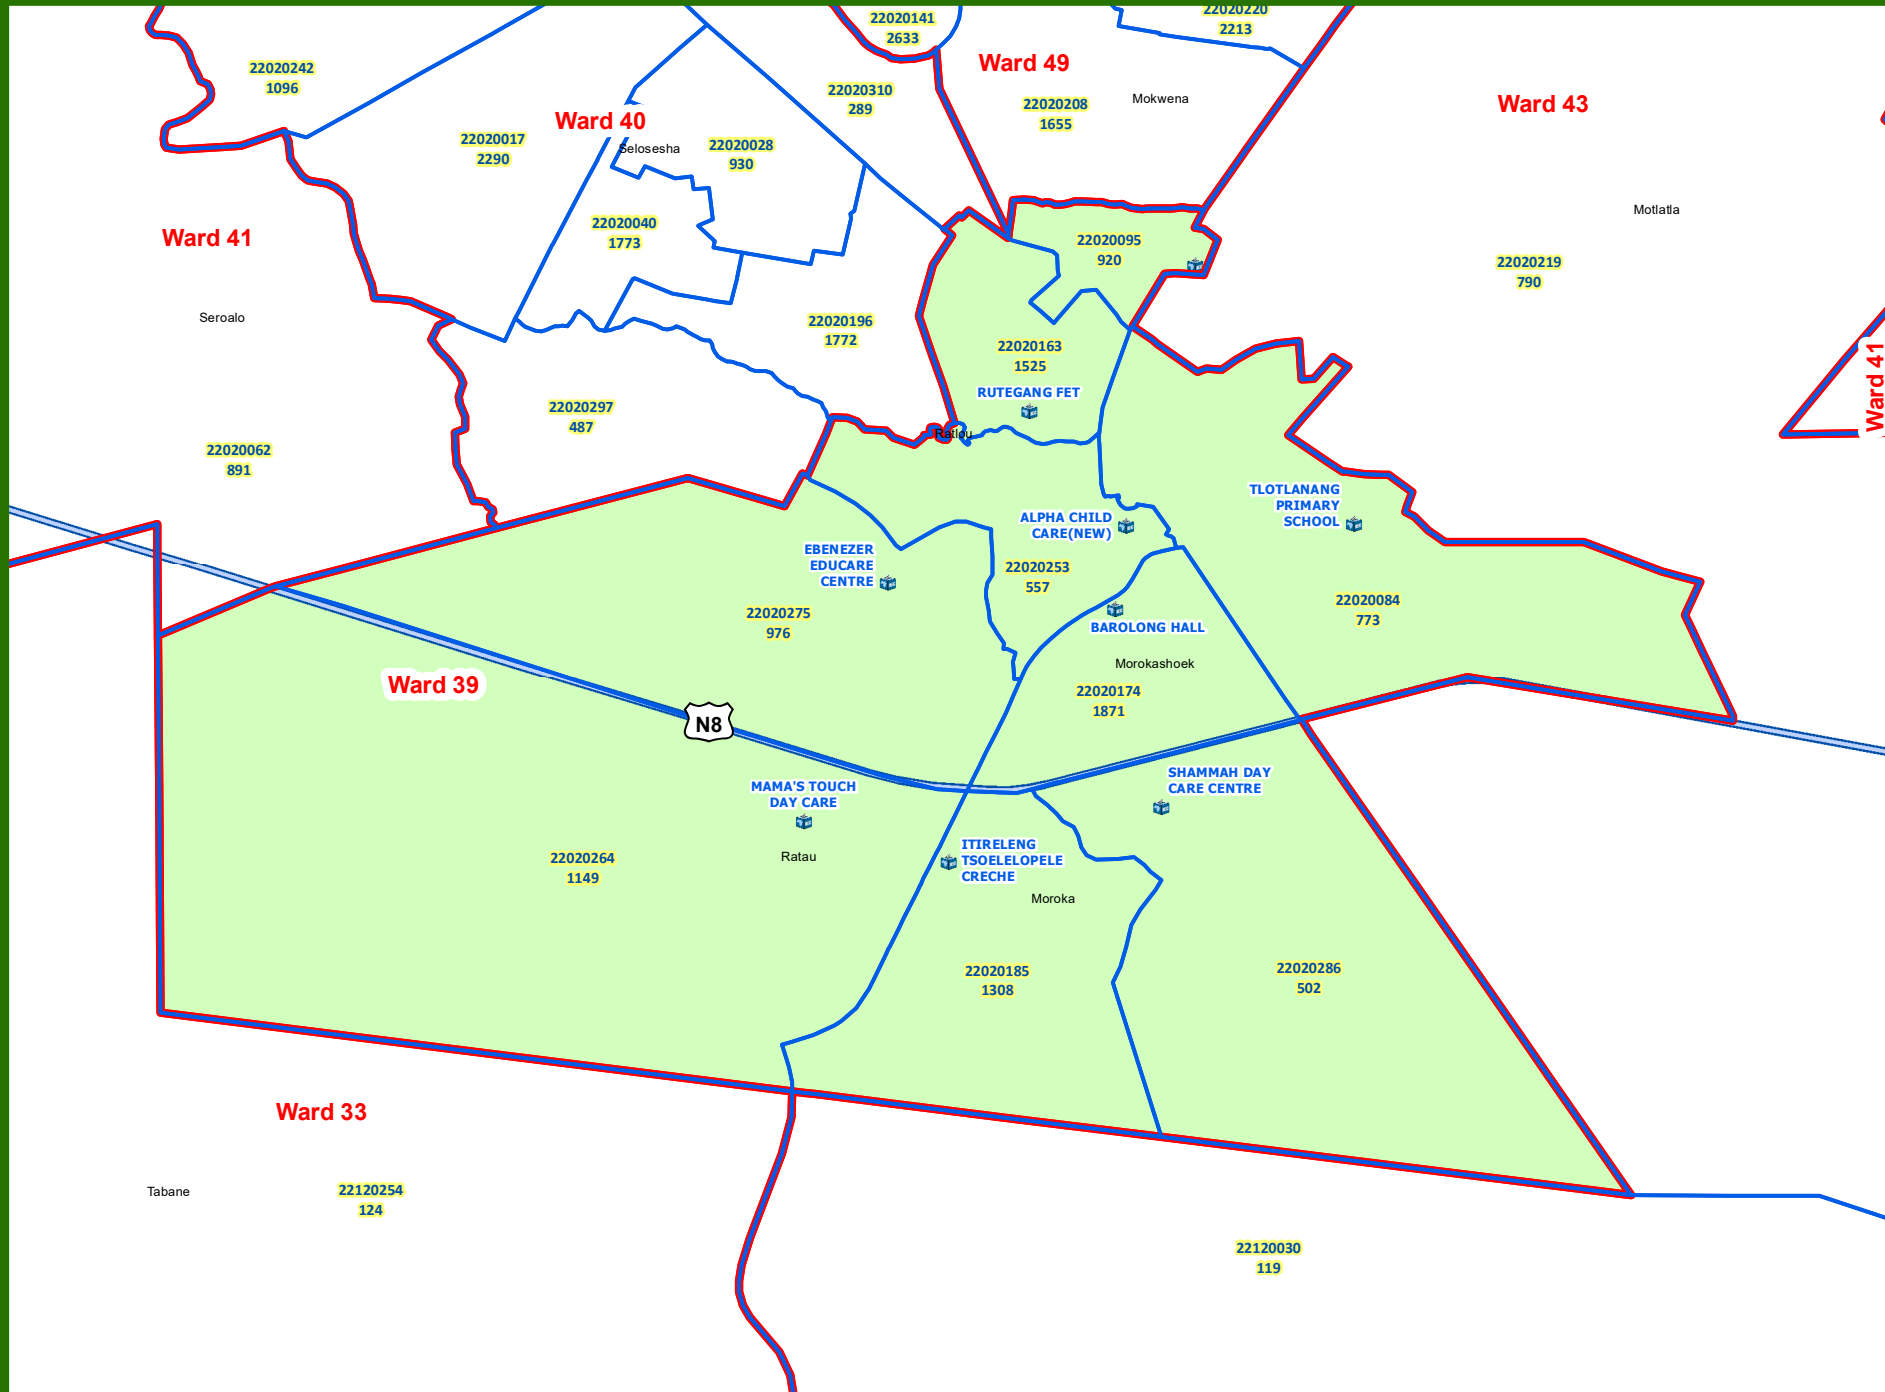 22020141
2633
22020220
2213
22020242
1096
Ward 49
22020310
289
22020208
1655
Mokwena
Ward 43
Ward 40
22020017
2290
Selosesha
22020028
930
Motlatla
Ward 41
22020040
1773
22020095
920
22020219
790
Seroalo
22020196
1772
22020163
1525
Ward 41
RUTEGANG FET
22020297
487
Ratlou
22020062
891
TLOTLANANG
PRIMARY
SCHOOL
ALPHA CHILD
CARE(NEW)
EBENEZER
EDUCARE
CENTRE
22020253
557
22020275
976
22020084
773
BAROLONG HALL
Morokashoek
Ward 39
22020174
1871
N8
SHAMMAH DAY
CARE CENTRE
MAMA'S TOUCH
DAY CARE
ITIRELENG
TSOELELOPELE
CRECHE
Ratau
22020264
1149
Moroka
22020185
1308
22020286
502
Ward 33
Tabane
22120254
124
22120030
119